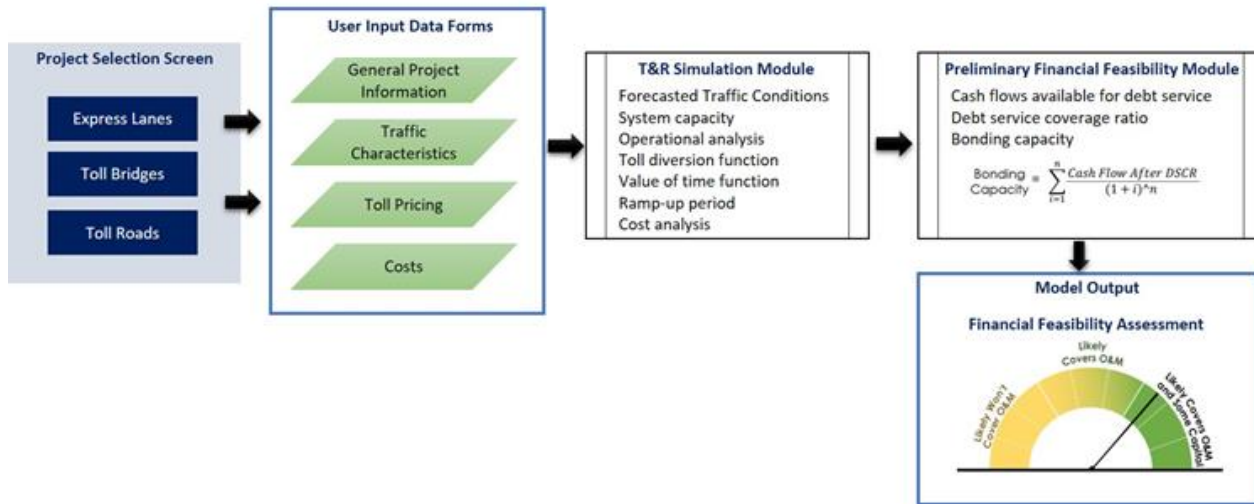 Project Selection Screen
Express Lanes
Toll Bridges
Toll Roads
User Input Data Forms
General Project
Information
Traffic
Characteristics
Toll Pricing
Costs
T&R Simulation Module
Forecasted Traffic Conditions
System capacity
Operational analysis
Toll diversion function
Value of time function
Ramp-up period
Cost analysis
Preliminary Financial Feasibility Module
Cash flows available for debt service
Debt service coverage ratio
Bonding capacity
Bonding
Capacity = ∑_{i=1}^{n} Cash Flow After DSCR / (1 + i)^n
Model Output
Financial Feasibility Assessment
Likely Won't
Cover O&M
Likely
Covers O&M
Likely Covers O&M
and Some Capital